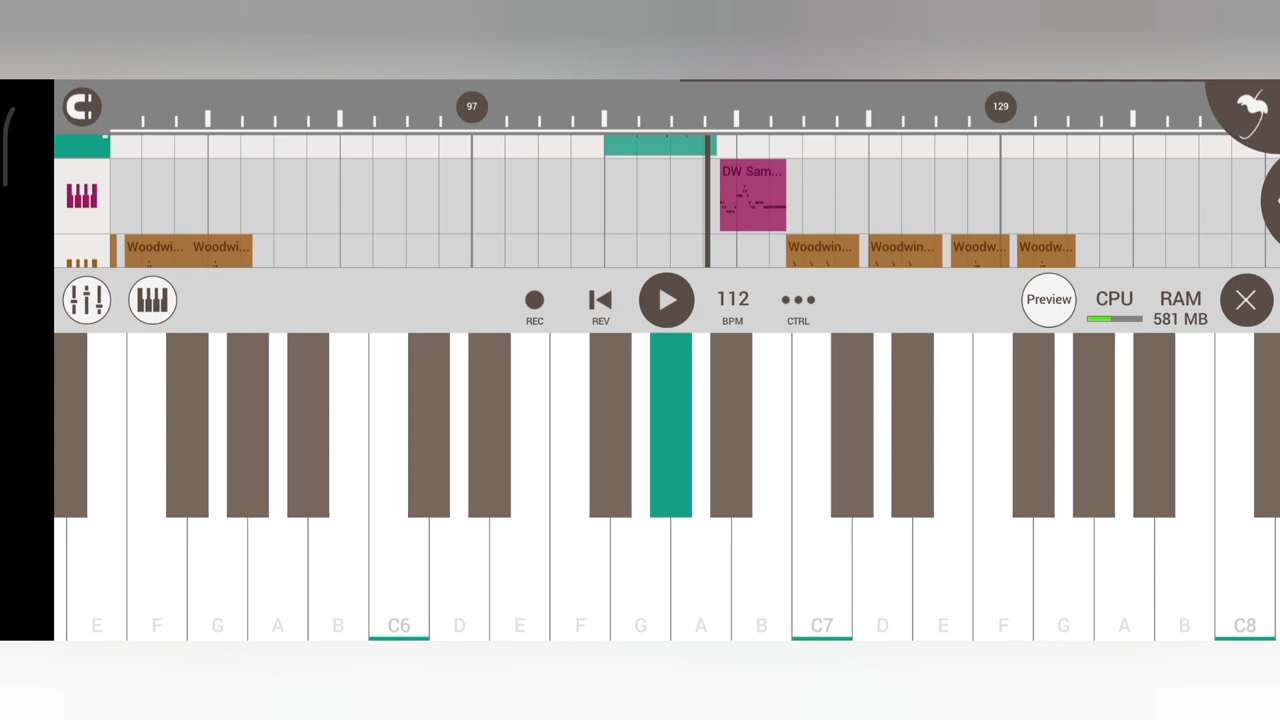 97
129
DW Sam...
Woodwi...
Woodwi...
Woodwin...
Woodwin...
Woodw...
Woodw...
REC
REV
112
BPM
CTRL
Preview
CPU
RAM
581 MB
E F G A B C6 D E F G A B C7 D E F G A B C8